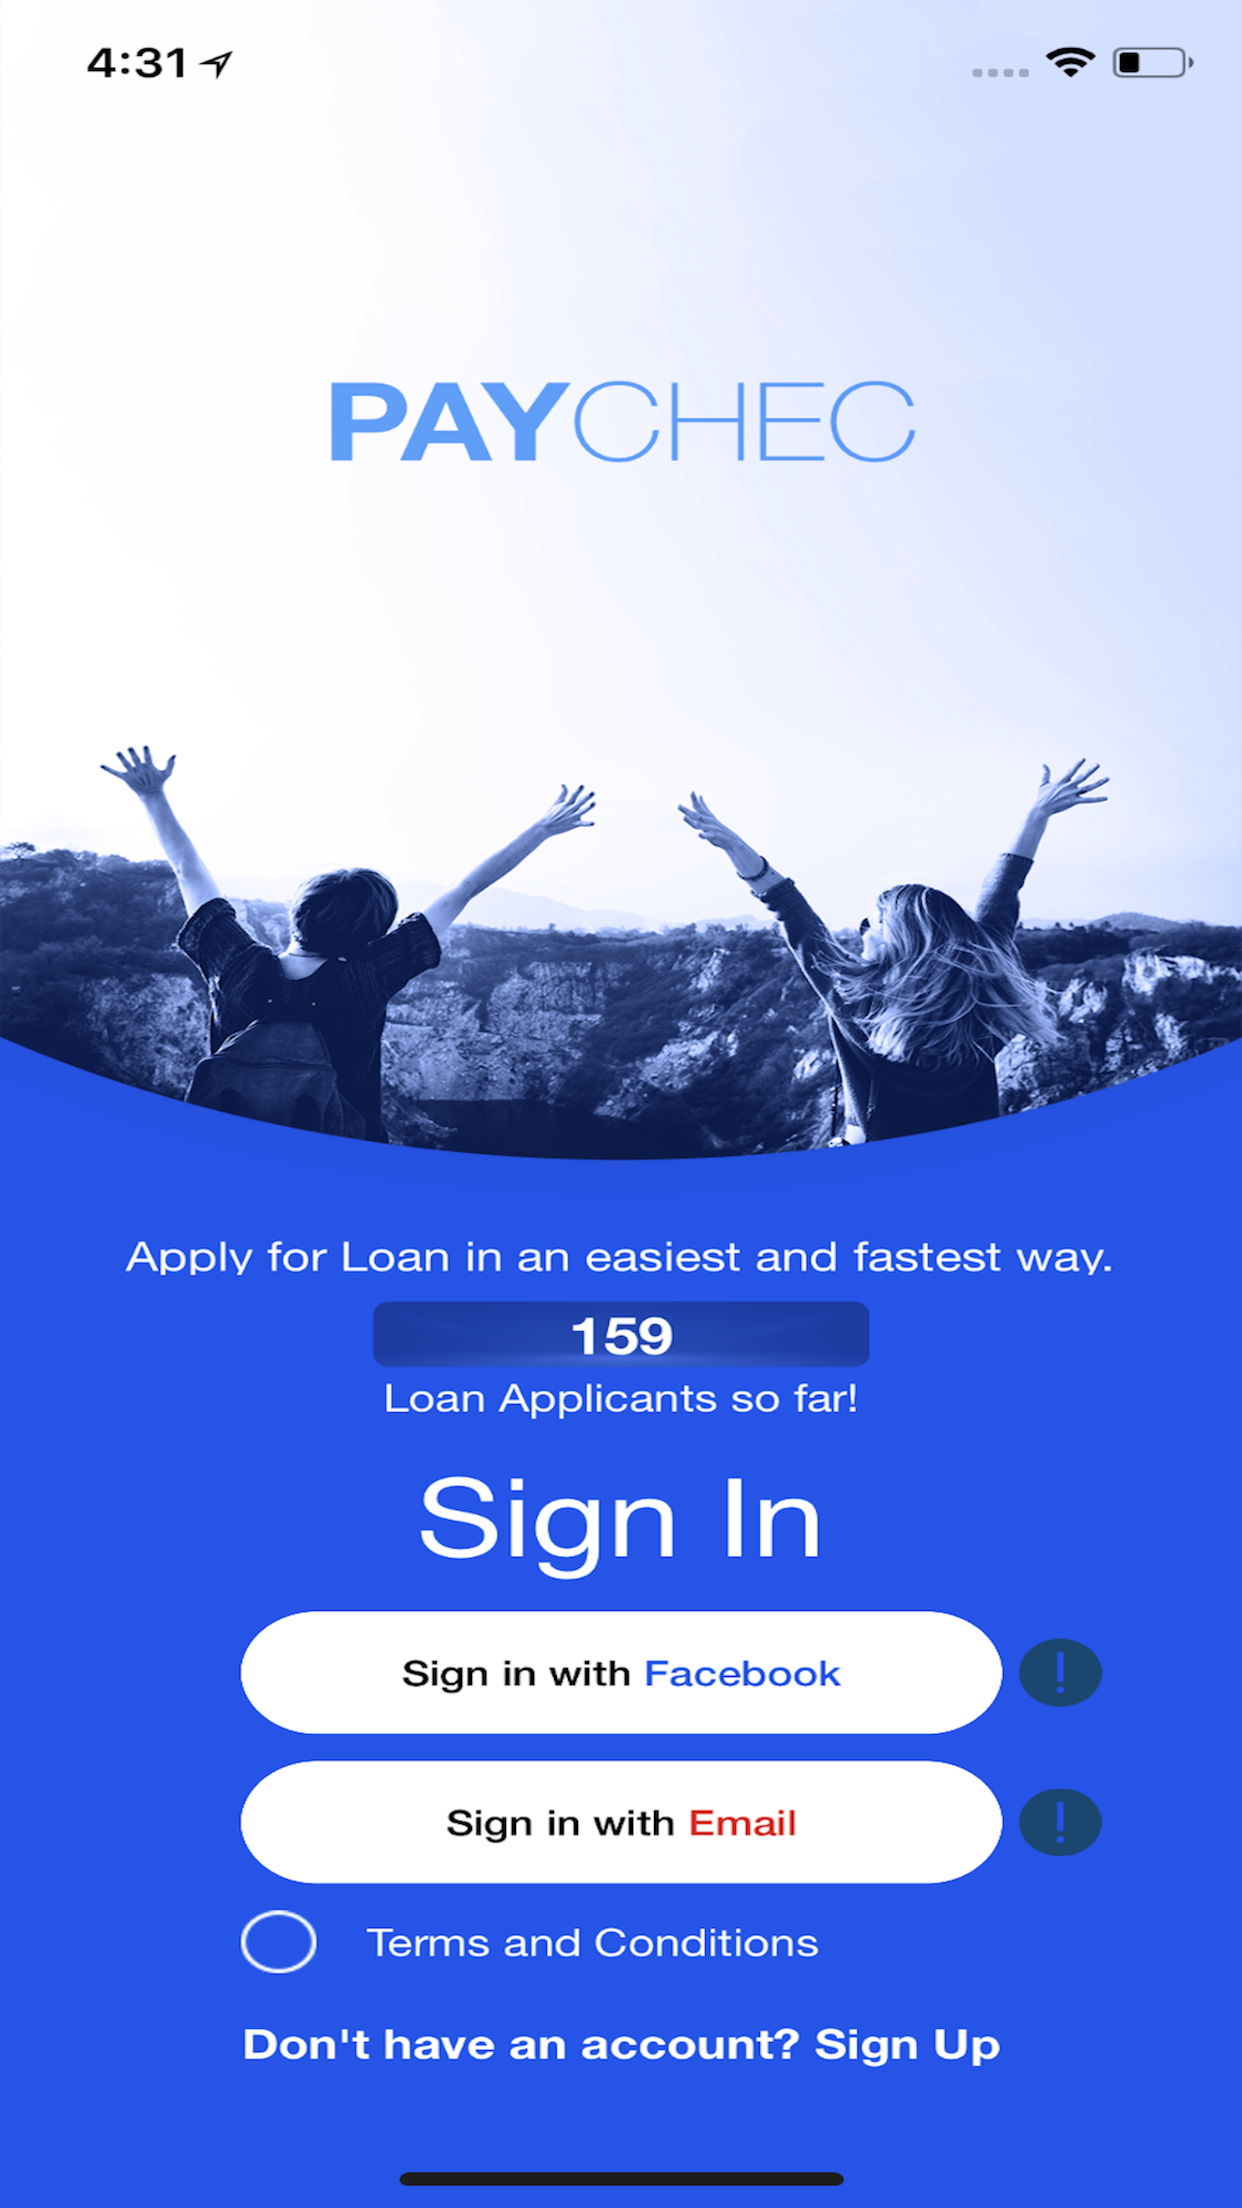 4:31
PAYCHEC
Apply for Loan in an easiest and fastest way.
159
Loan Applicants so far!
Sign In
Sign in with Facebook
!
Sign in with Email
!
Terms and Conditions
Don't have an account? Sign Up